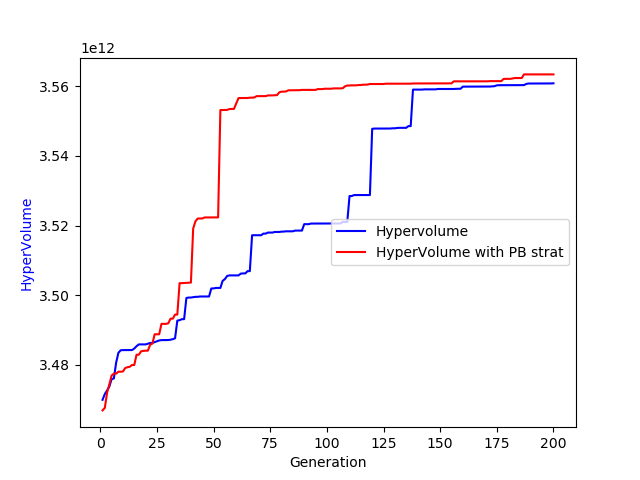 1e12
3.56
3.54
3.52
3.50
3.48
HyperVolume
Hypervolume
HyperVolume with PB strat
0 25 50 75 100 125 150 175 200
Generation